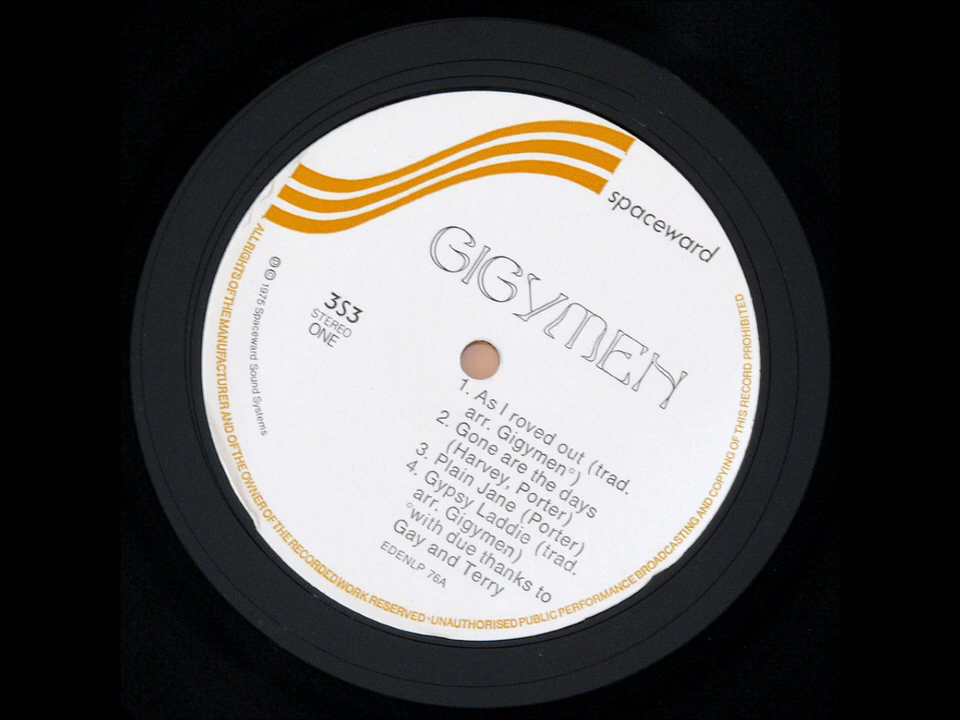 spaceward
GIGYMEN
3S3
STEREO
ONE
℗ © 1975 Spaceward Sound Systems
1. As I roved out (trad.
arr. Gigymen°)
2. Gone are the days
(Harvey, Porter)
3. Plain Jane (Porter)
4. Gypsy Laddie (trad.
arr. Gigymen)
°with due thanks to
Gay and Terry
EDENLP 76A
ALL RIGHTS OF THE MANUFACTURER AND OF THE OWNER OF THE RECORDED WORK RESERVED · UNAUTHORISED PUBLIC PERFORMANCE BROADCASTING AND COPYING OF THIS RECORD PROHIBITED